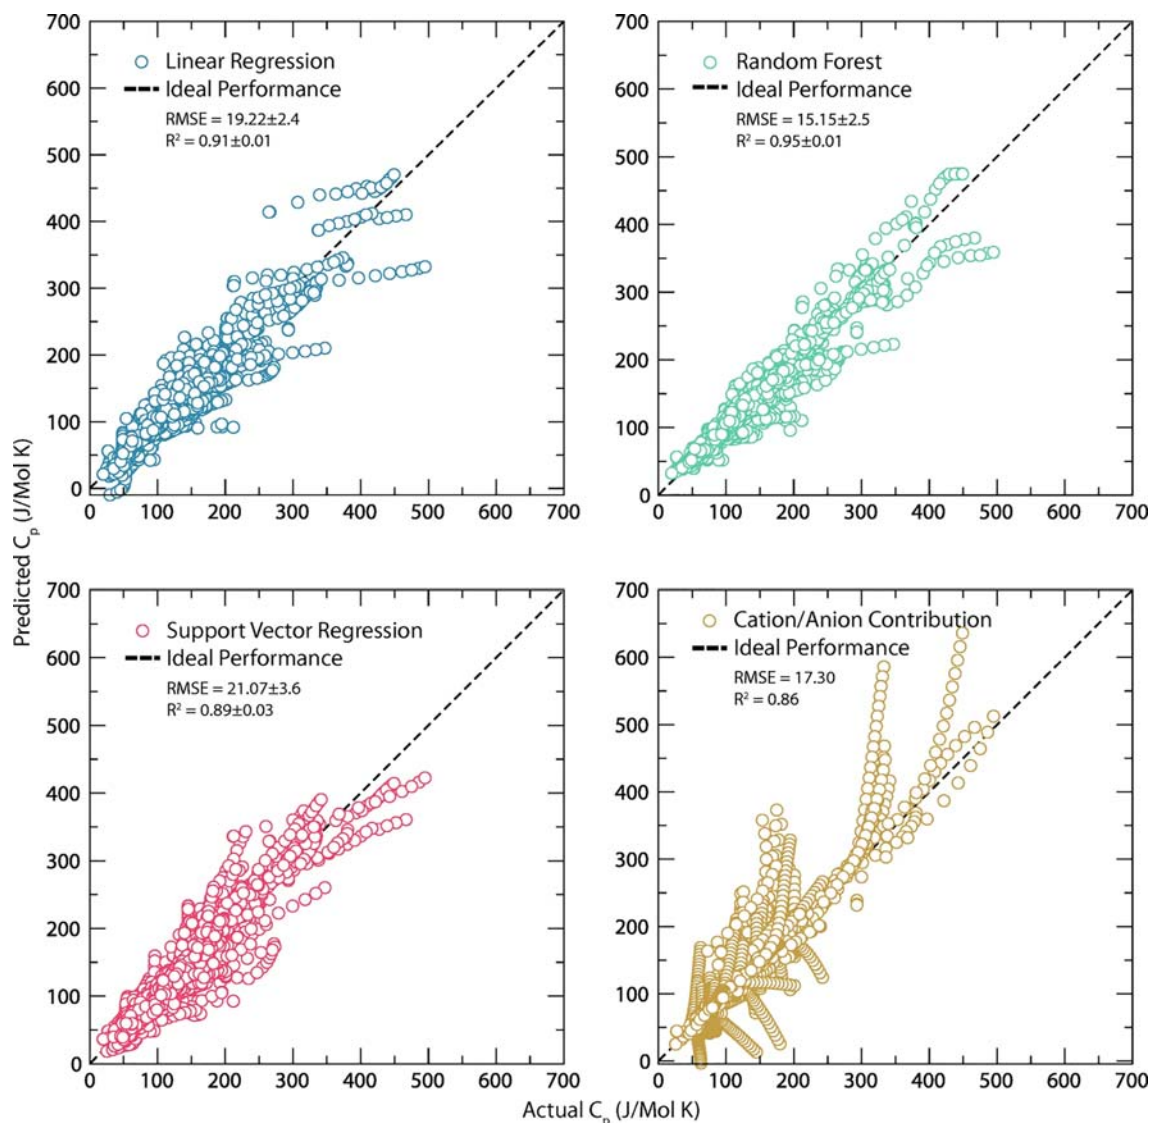 700
600
500
400
300
200
100
0
0 100 200 300 400 500 600 700
Linear Regression
Ideal Performance
RMSE = 19.22±2.4
R² = 0.91±0.01
700
600
500
400
300
200
100
0
0 100 200 300 400 500 600 700
Random Forest
Ideal Performance
RMSE = 15.15±2.5
R² = 0.95±0.01
Predicted Cp (J/Mol K)
700
600
500
400
300
200
100
0
0 100 200 300 400 500 600 700
Support Vector Regression
Ideal Performance
RMSE = 21.07±3.6
R² = 0.89±0.03
700
600
500
400
300
200
100
0
0 100 200 300 400 500 600 700
Cation/Anion Contribution
Ideal Performance
RMSE = 17.30
R² = 0.86
Actual Cp (J/Mol K)